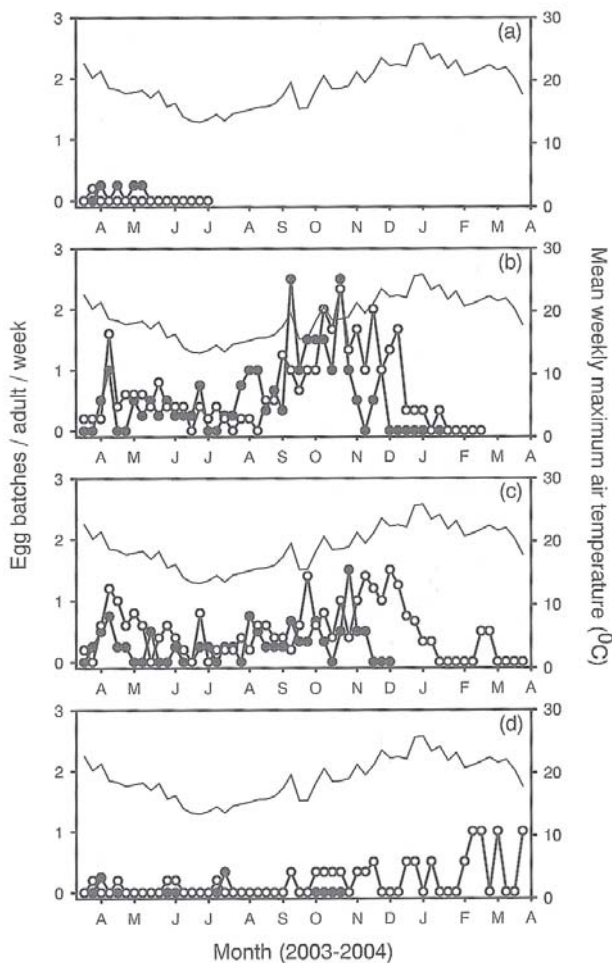 3 (a) 30
2 20
1 10
0 0
A M J J A S O N D J F M A
3 (b) 30
2 20
1 10
0 0
A M J J A S O N D J F M A
3 (c) 30
2 20
1 10
0 0
A M J J A S O N D J F M A
3 (d) 30
2 20
1 10
0 0
A M J J A S O N D J F M A
Egg batches / adult / week
Mean weekly maximum air temperature (⁰C)
Month (2003-2004)